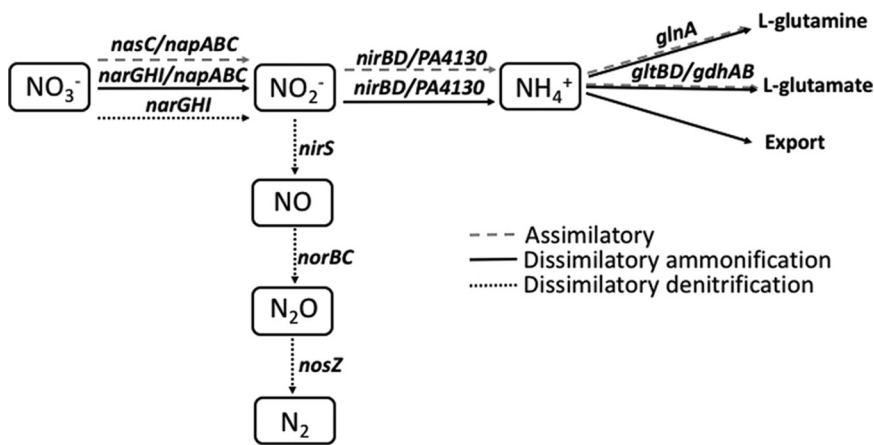 nasC/napABC
narGHI/napABC
narGHI
NO₃⁻
NO₂⁻
nirBD/PA4130
nirBD/PA4130
NH₄⁺
glnA
L-glutamine
gltBD/gdhAB
L-glutamate
Export
nirS
NO
norBC
N₂O
nosZ
N₂
Assimilatory
Dissimilatory ammonification
Dissimilatory denitrification